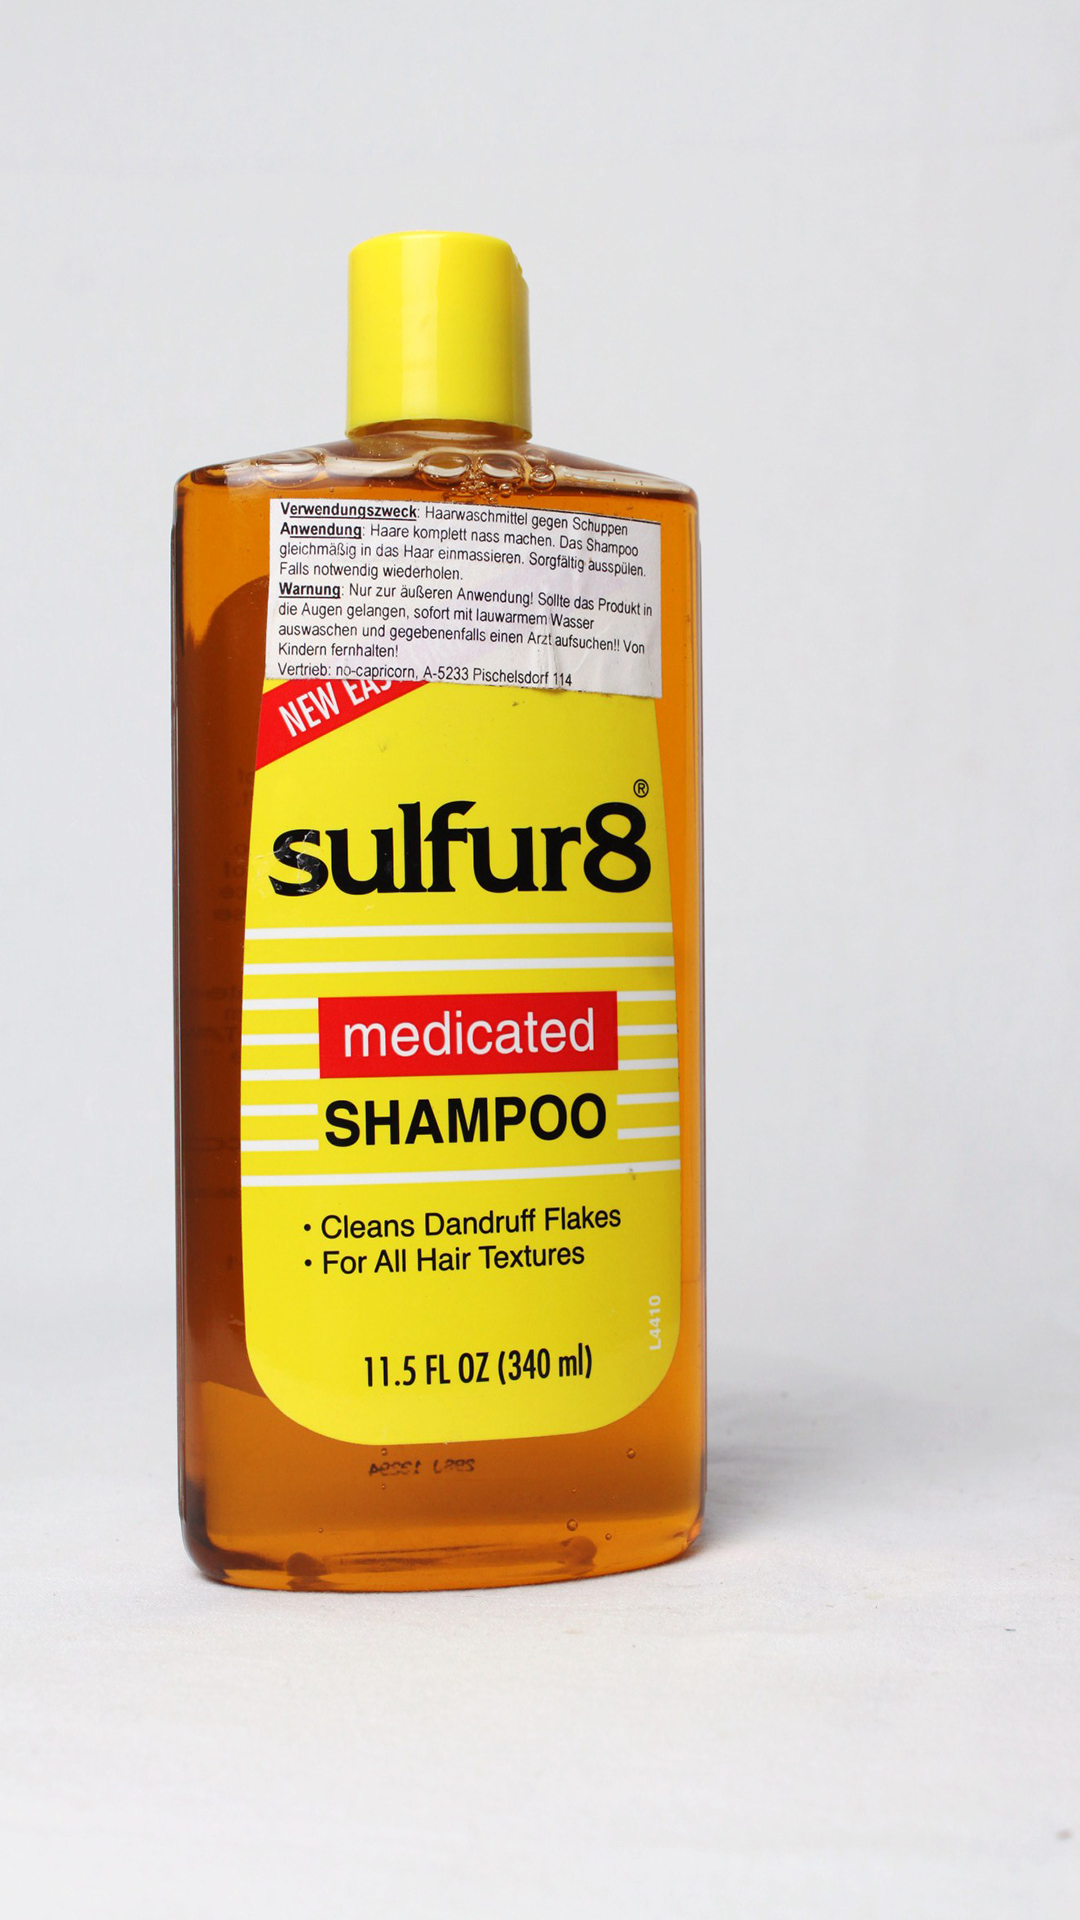 Verwendungszweck: Haarwaschmittel gegen Schuppen
Anwendung: Haare komplett nass machen. Das Shampoo
gleichmäßig in das Haar einmassieren. Sorgfältig ausspülen.
Falls notwendig wiederholen.
Warnung: Nur zur äußeren Anwendung! Sollte das Produkt in
die Augen gelangen, sofort mit lauwarmem Wasser
auswaschen und gegebenenfalls einen Arzt aufsuchen!! Von
Kindern fernhalten!
Vertrieb: no-capricorn, A-5233 Pischelsdorf 114
NEW
sulfur8®
medicated
SHAMPOO
• Cleans Dandruff Flakes
• For All Hair Textures
L4410
11.5 FL OZ (340 ml)